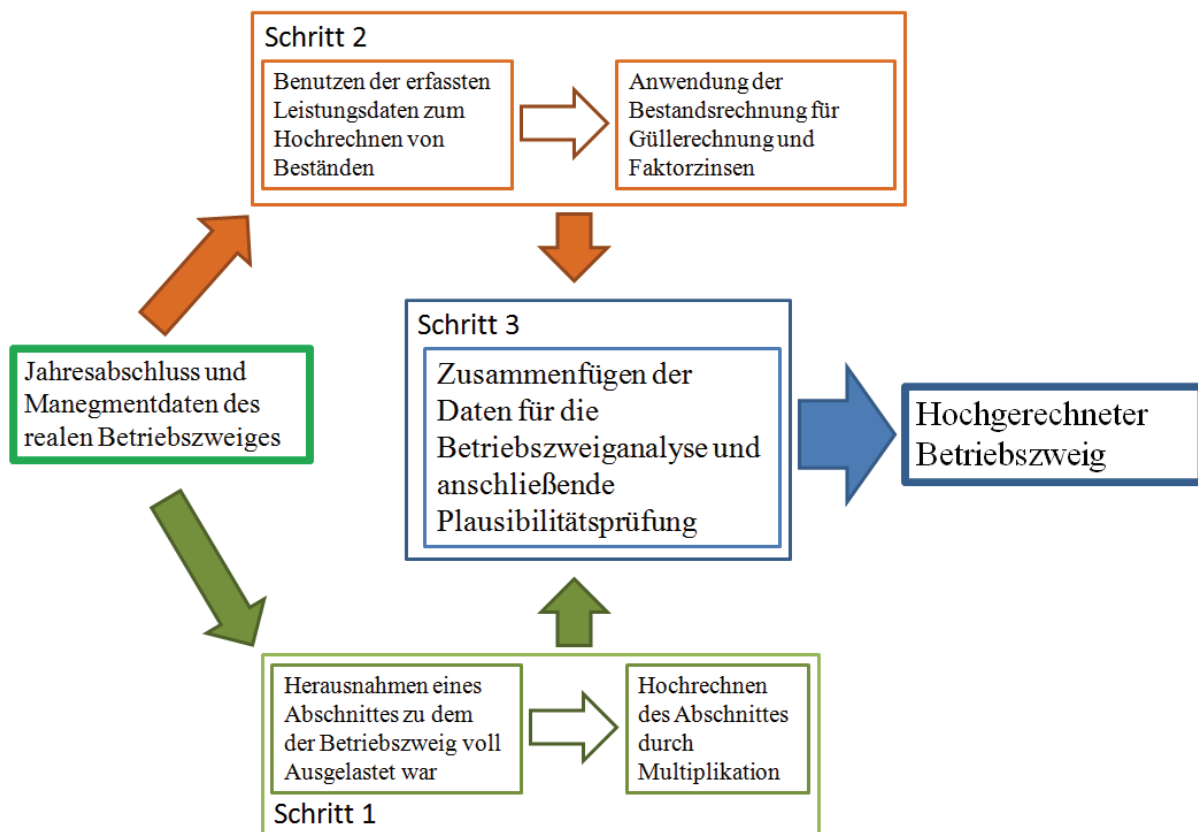 Schritt 2
Benutzen der erfassten
Leistungsdaten zum
Hochrechnen von
Beständen
Anwendung der
Bestandsrechnung für
Güllerechnung und
Faktorzinsen
Jahresabschluss und
Manegmentdaten des
realen Betriebszweiges
Schritt 3
Zusammenfügen der
Daten für die
Betriebszweiganalyse und
anschließende
Plausibilitätsprüfung
Hochgerechneter
Betriebszweig
Herausnahmen eines
Abschnittes zu dem
der Betriebszweig voll
Ausgelastet war
Hochrechnen
des Abschnittes
durch
Multiplikation
Schritt 1